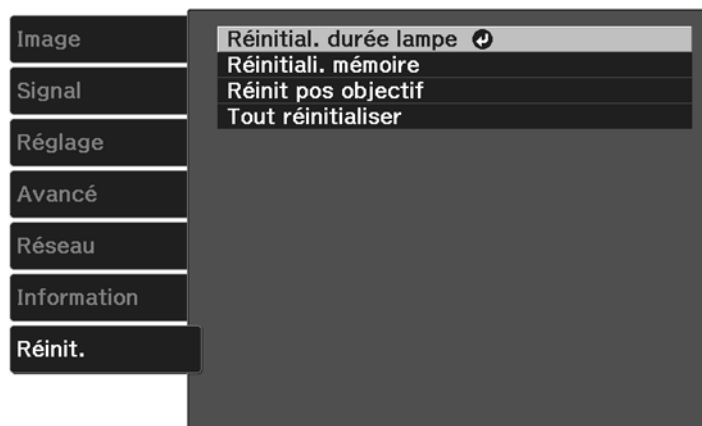 Image
Signal
Réglage
Avancé
Réseau
Information
Réinit.
Réinitial. durée lampe
Réinitiali. mémoire
Réinit pos objectif
Tout réinitialiser